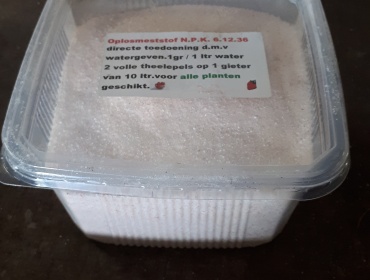 Oplosmeststof N.P.K. 6.12.36
directe toedoening d.m.v
watergeven.1gr / 1 ltr water
2 volle theelepels op 1 gieter
van 10 ltr.voor alle planten
geschikt.